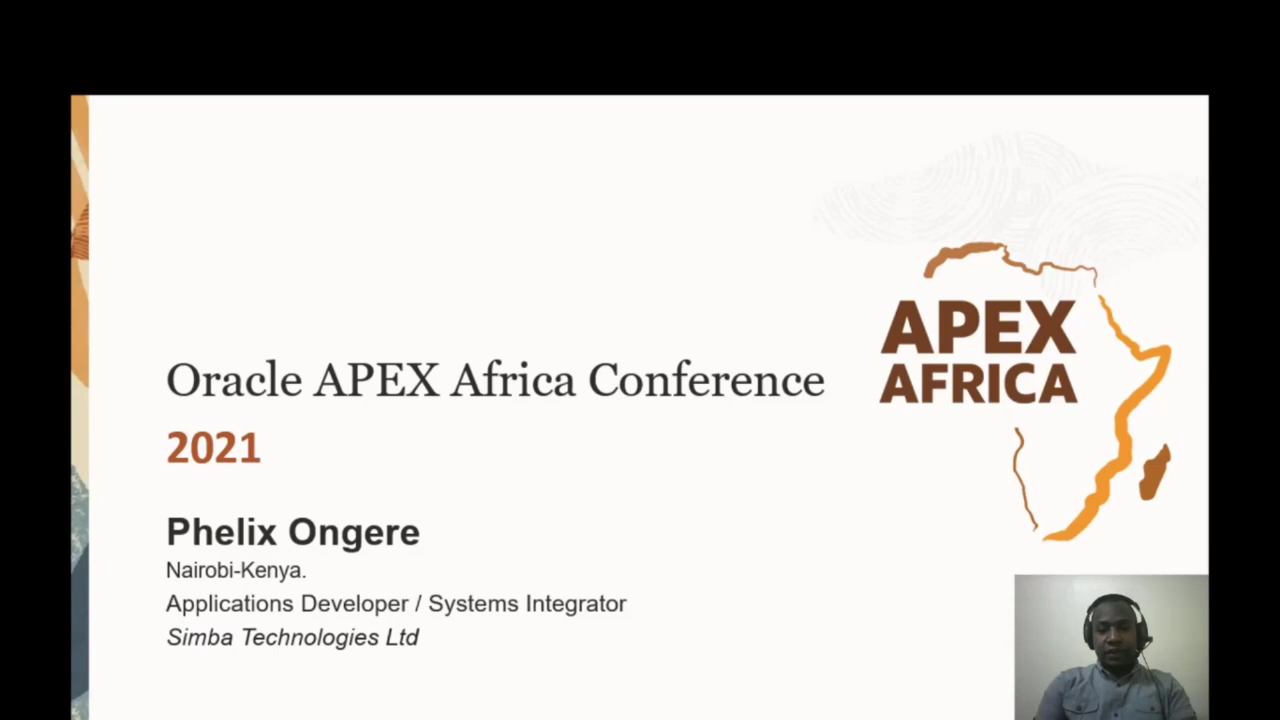 APEX
AFRICA
Oracle APEX Africa Conference
2021
Phelix Ongere
Nairobi-Kenya.
Applications Developer / Systems Integrator
Simba Technologies Ltd